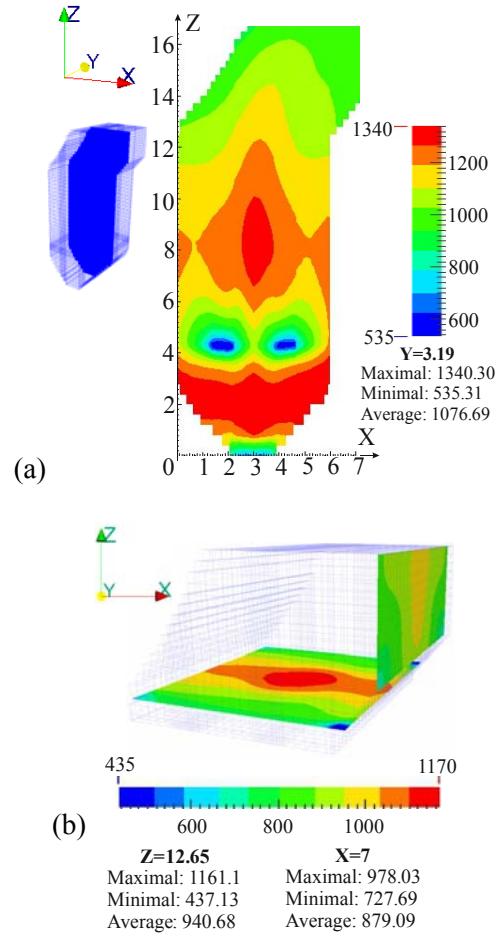 Z
Y
X
Z
16
14
12
10
8
6
4
2
0 1 2 3 4 5 6 7
X
1340
1200
1000
800
600
535
Y=3.19
Maximal: 1340.30
Minimal: 535.31
Average: 1076.69
(a)
Z
Y
X
435
1170
600 800 1000
(b)
Z=12.65
Maximal: 1161.1
Minimal: 437.13
Average: 940.68
X=7
Maximal: 978.03
Minimal: 727.69
Average: 879.09